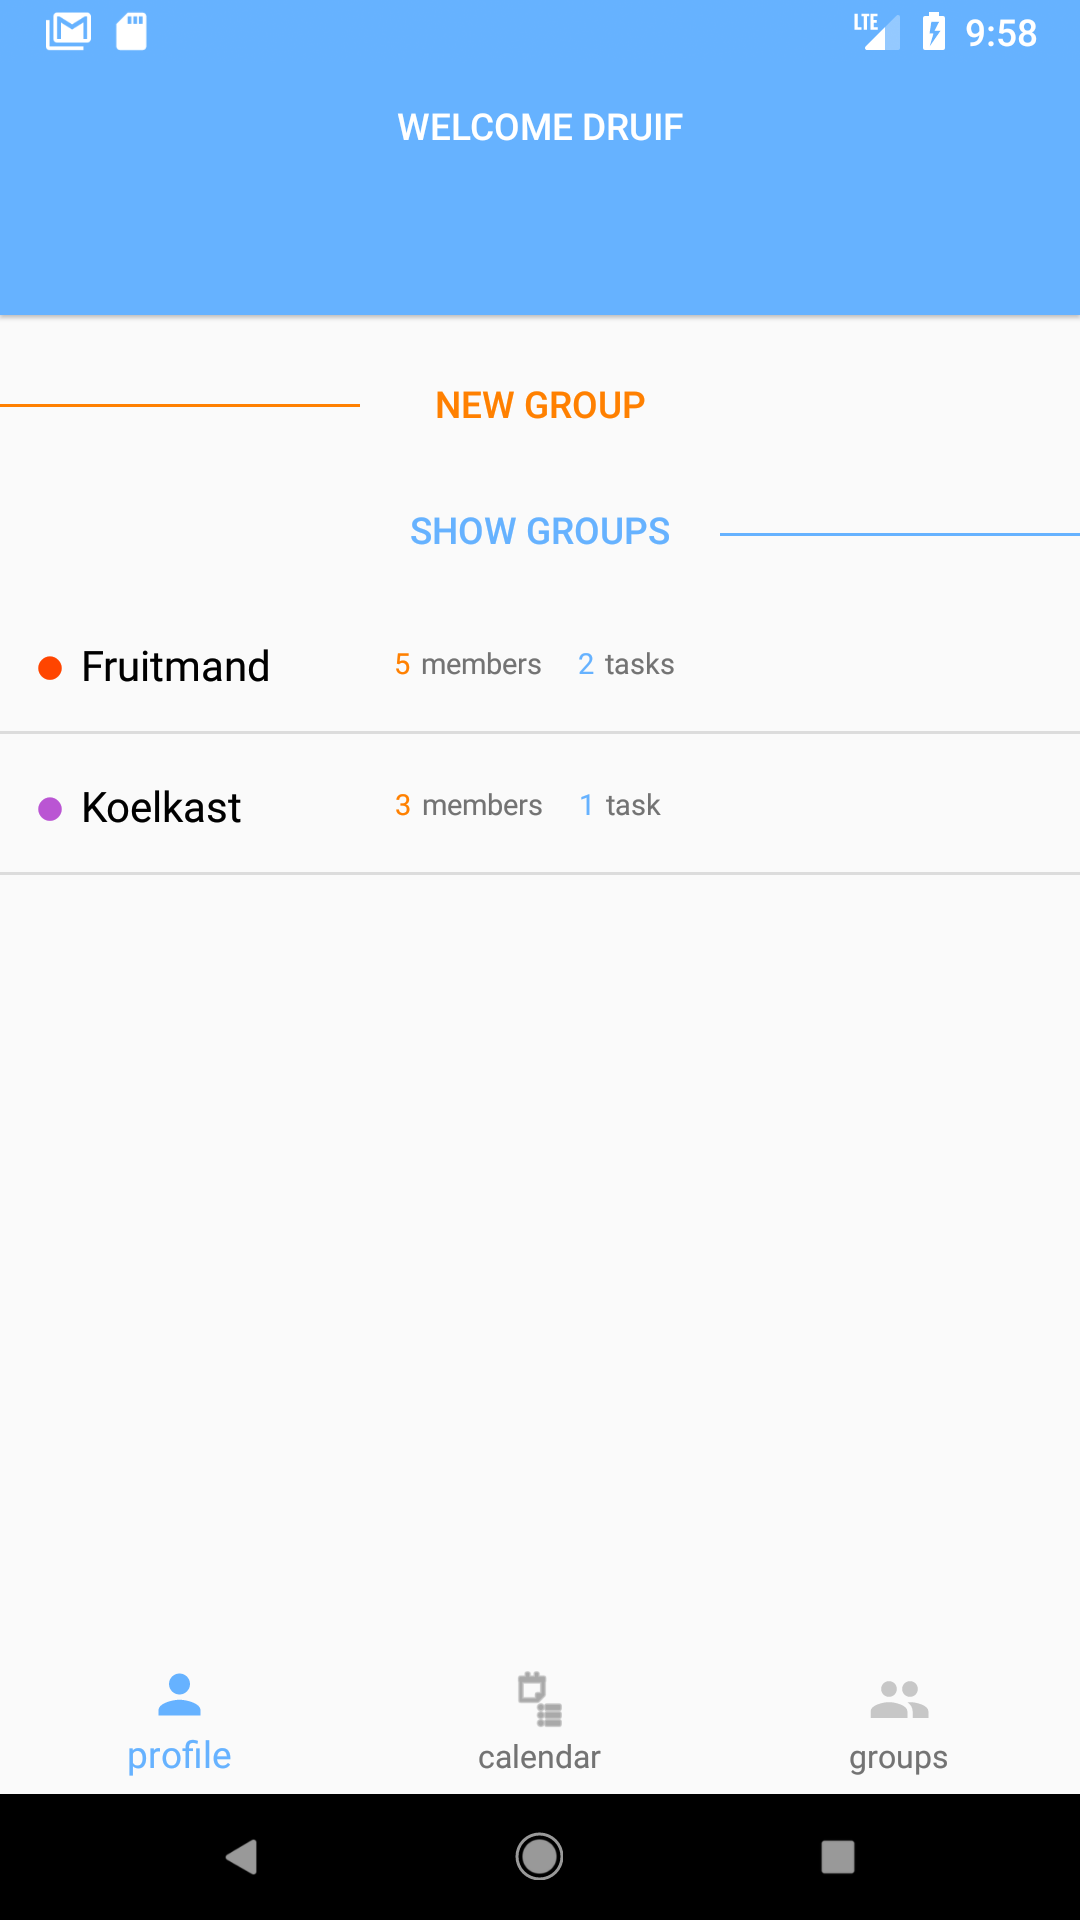 LTE 9:58
WELCOME DRUIF
NEW GROUP
SHOW GROUPS
Fruitmand 5 members 2 tasks
Koelkast 3 members 1 task
profile calendar groups